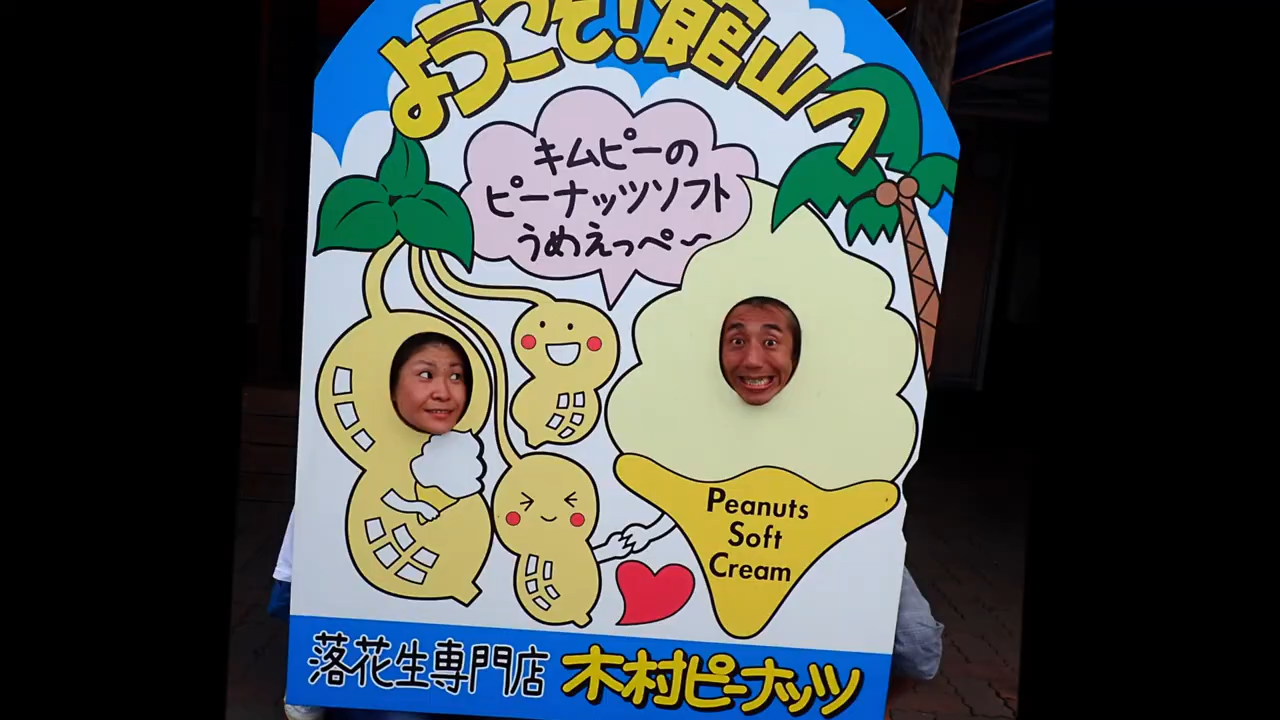 ようこそ!館山へ
キムピーの
ピーナッツソフト
うめえっぺ~
Peanuts
Soft
Cream
落花生専門店 木村ピーナッツ